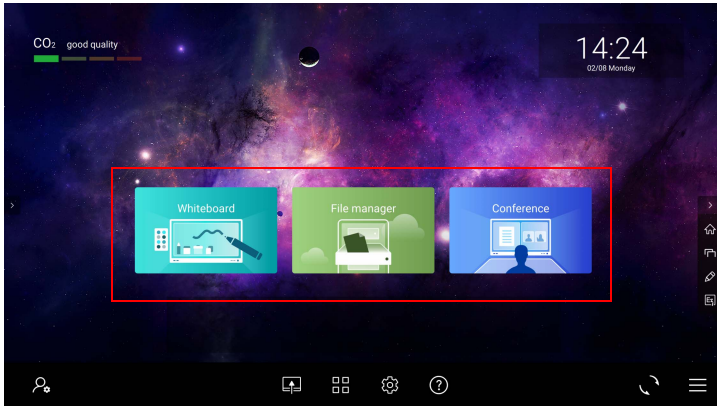 CO2 good quality
14:24
02/08 Monday
Whiteboard
File manager
Conference